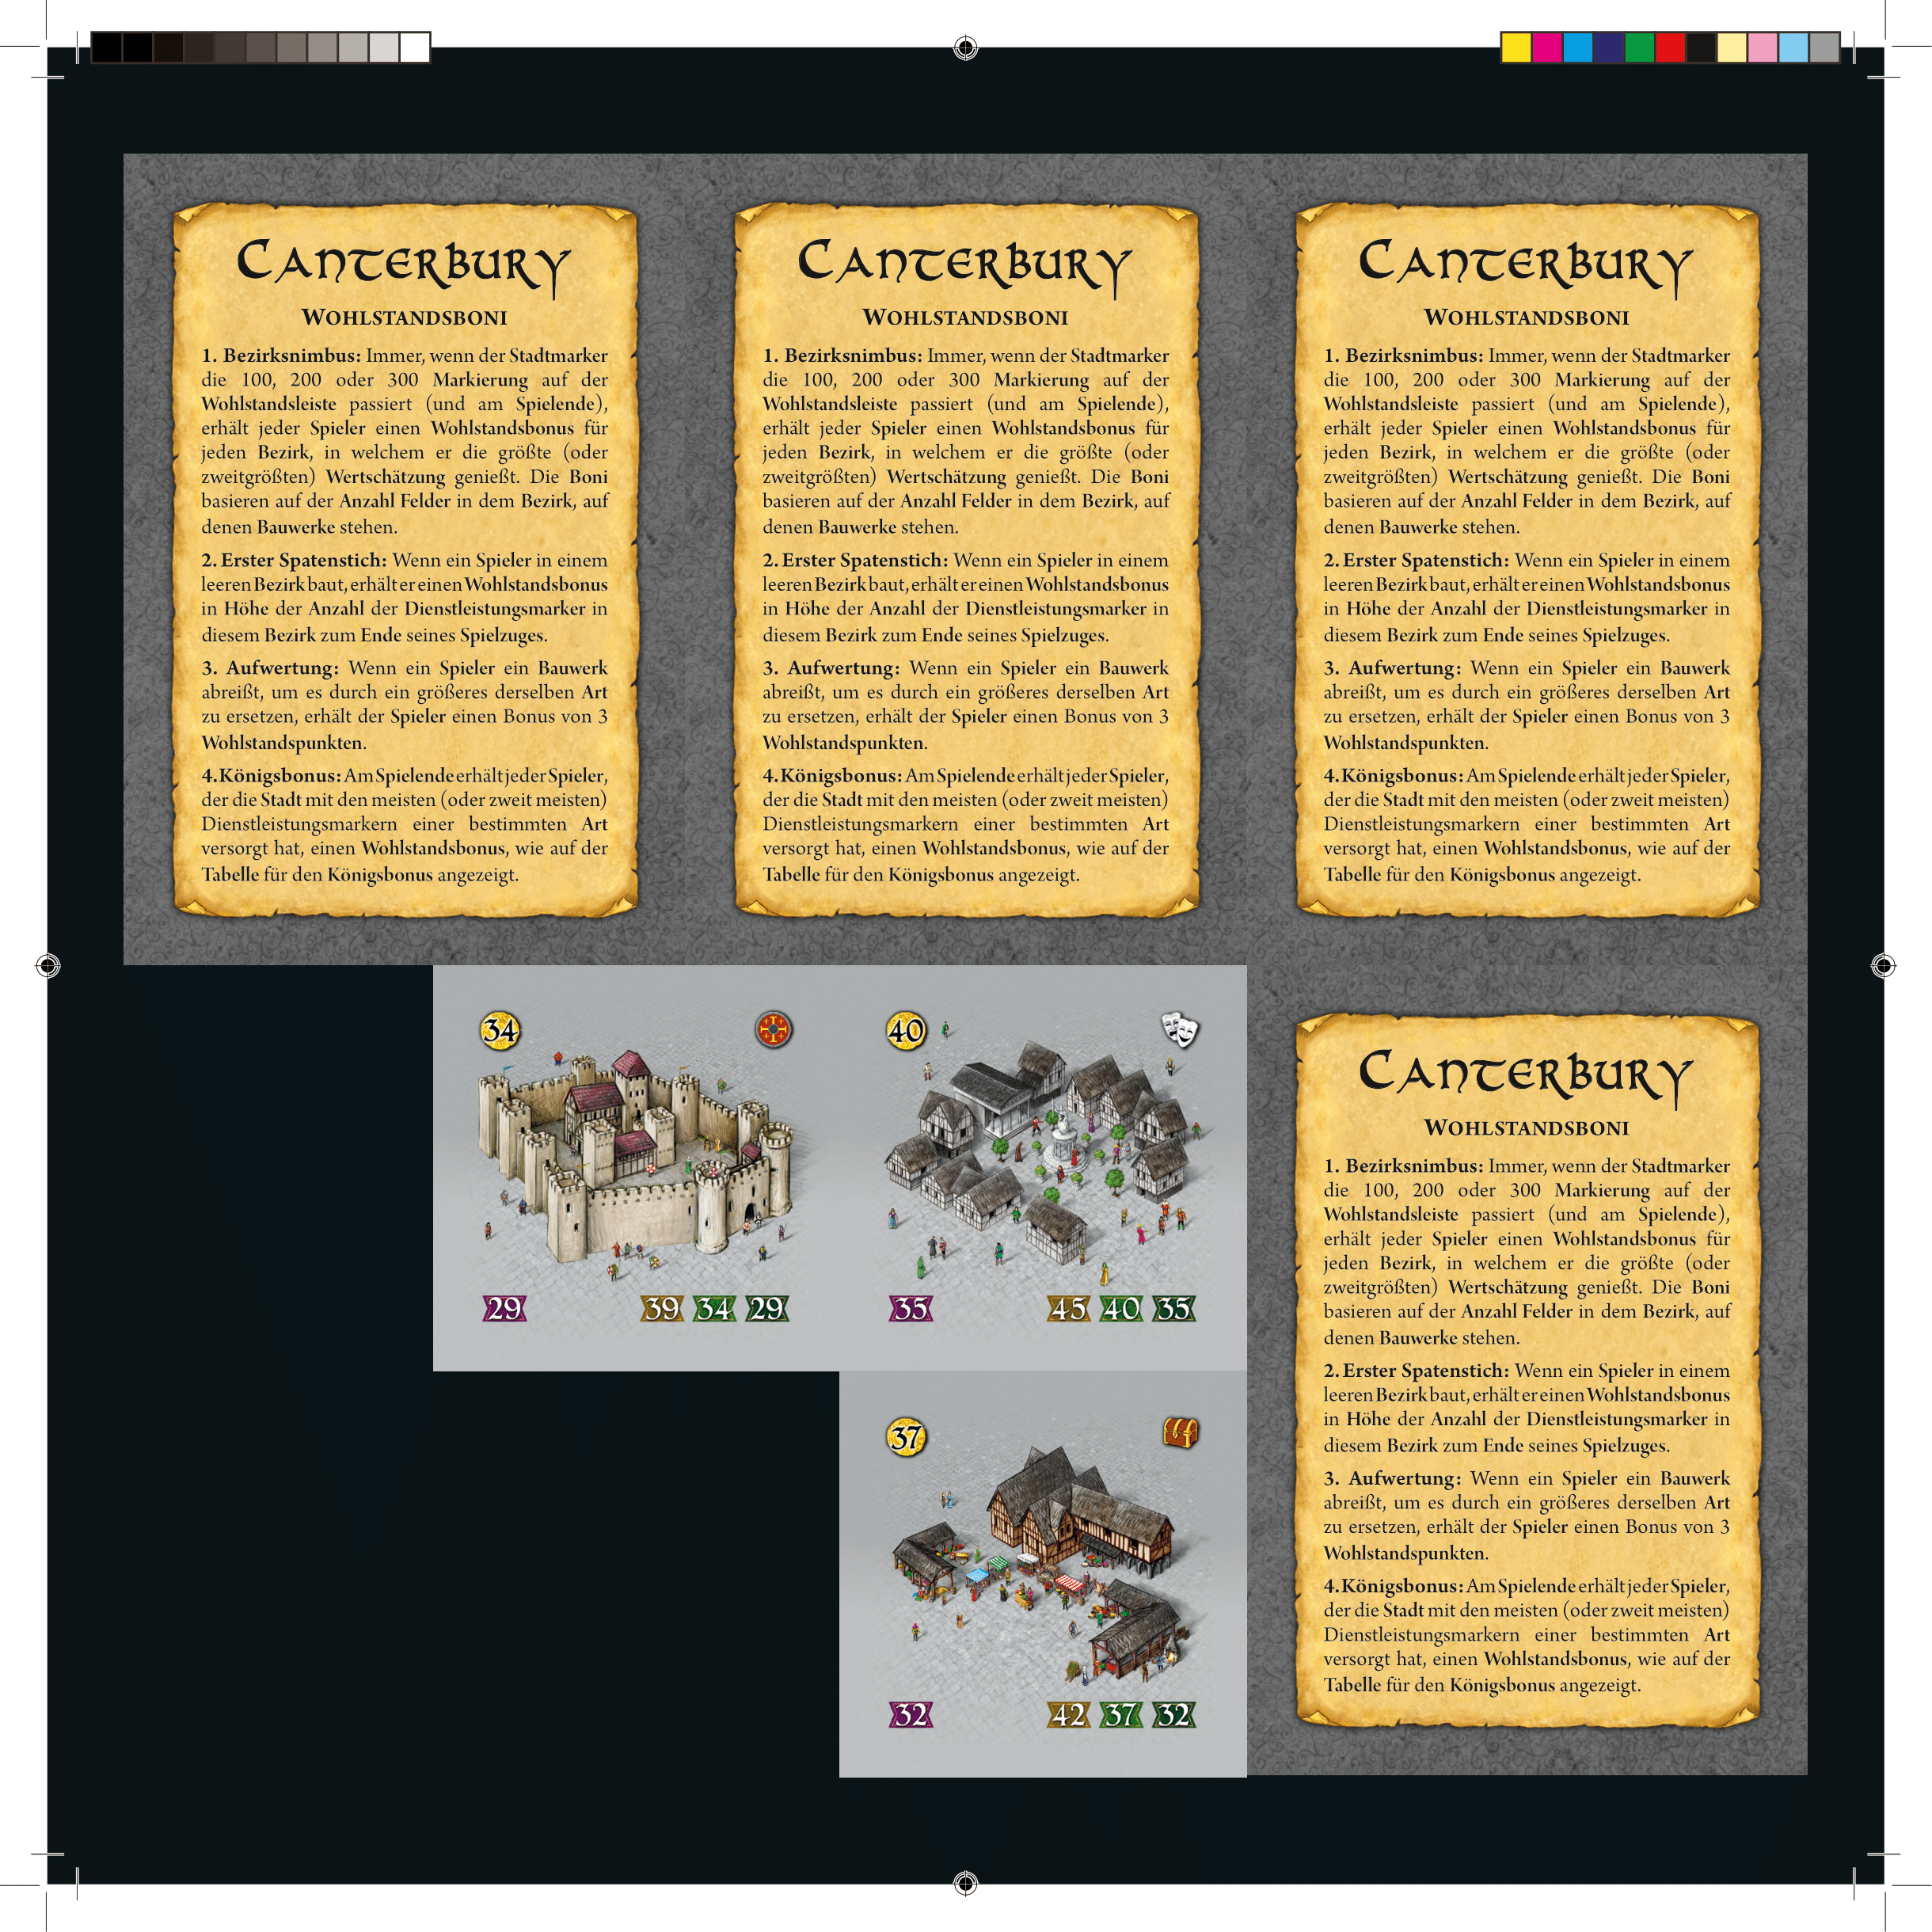 Canterbury
Wohlstandsboni
1. Bezirksnimbus: Immer, wenn der Stadtmarker
die 100, 200 oder 300 Markierung auf der
Wohlstandsleiste passiert (und am Spielende),
erhält jeder Spieler einen Wohlstandsbonus für
jeden Bezirk, in welchem er die größte (oder
zweitgrößten) Wertschätzung genießt. Die Boni
basieren auf der Anzahl Felder in dem Bezirk, auf
denen Bauwerke stehen.
2. Erster Spatenstich: Wenn ein Spieler in einem
leeren Bezirk baut, erhält er einen Wohlstandsbonus
in Höhe der Anzahl der Dienstleistungsmarker in
diesem Bezirk zum Ende seines Spielzuges.
3. Aufwertung: Wenn ein Spieler ein Bauwerk
abreißt, um es durch ein größeres derselben Art
zu ersetzen, erhält der Spieler einen Bonus von 3
Wohlstandspunkten.
4. Königsbonus: Am Spielende erhält jeder Spieler,
der die Stadt mit den meisten (oder zweit meisten)
Dienstleistungsmarkern einer bestimmten Art
versorgt hat, einen Wohlstandsbonus, wie auf der
Tabelle für den Königsbonus angezeigt.
Canterbury
Wohlstandsboni
1. Bezirksnimbus: Immer, wenn der Stadtmarker
die 100, 200 oder 300 Markierung auf der
Wohlstandsleiste passiert (und am Spielende),
erhält jeder Spieler einen Wohlstandsbonus für
jeden Bezirk, in welchem er die größte (oder
zweitgrößten) Wertschätzung genießt. Die Boni
basieren auf der Anzahl Felder in dem Bezirk, auf
denen Bauwerke stehen.
2. Erster Spatenstich: Wenn ein Spieler in einem
leeren Bezirk baut, erhält er einen Wohlstandsbonus
in Höhe der Anzahl der Dienstleistungsmarker in
diesem Bezirk zum Ende seines Spielzuges.
3. Aufwertung: Wenn ein Spieler ein Bauwerk
abreißt, um es durch ein größeres derselben Art
zu ersetzen, erhält der Spieler einen Bonus von 3
Wohlstandspunkten.
4. Königsbonus: Am Spielende erhält jeder Spieler,
der die Stadt mit den meisten (oder zweit meisten)
Dienstleistungsmarkern einer bestimmten Art
versorgt hat, einen Wohlstandsbonus, wie auf der
Tabelle für den Königsbonus angezeigt.
Canterbury
Wohlstandsboni
1. Bezirksnimbus: Immer, wenn der Stadtmarker
die 100, 200 oder 300 Markierung auf der
Wohlstandsleiste passiert (und am Spielende),
erhält jeder Spieler einen Wohlstandsbonus für
jeden Bezirk, in welchem er die größte (oder
zweitgrößten) Wertschätzung genießt. Die Boni
basieren auf der Anzahl Felder in dem Bezirk, auf
denen Bauwerke stehen.
2. Erster Spatenstich: Wenn ein Spieler in einem
leeren Bezirk baut, erhält er einen Wohlstandsbonus
in Höhe der Anzahl der Dienstleistungsmarker in
diesem Bezirk zum Ende seines Spielzuges.
3. Aufwertung: Wenn ein Spieler ein Bauwerk
abreißt, um es durch ein größeres derselben Art
zu ersetzen, erhält der Spieler einen Bonus von 3
Wohlstandspunkten.
4. Königsbonus: Am Spielende erhält jeder Spieler,
der die Stadt mit den meisten (oder zweit meisten)
Dienstleistungsmarkern einer bestimmten Art
versorgt hat, einen Wohlstandsbonus, wie auf der
Tabelle für den Königsbonus angezeigt.
34
29 39 34 29
40
35 45 40 35
37
32 42 37 32
Canterbury
Wohlstandsboni
1. Bezirksnimbus: Immer, wenn der Stadtmarker
die 100, 200 oder 300 Markierung auf der
Wohlstandsleiste passiert (und am Spielende),
erhält jeder Spieler einen Wohlstandsbonus für
jeden Bezirk, in welchem er die größte (oder
zweitgrößten) Wertschätzung genießt. Die Boni
basieren auf der Anzahl Felder in dem Bezirk, auf
denen Bauwerke stehen.
2. Erster Spatenstich: Wenn ein Spieler in einem
leeren Bezirk baut, erhält er einen Wohlstandsbonus
in Höhe der Anzahl der Dienstleistungsmarker in
diesem Bezirk zum Ende seines Spielzuges.
3. Aufwertung: Wenn ein Spieler ein Bauwerk
abreißt, um es durch ein größeres derselben Art
zu ersetzen, erhält der Spieler einen Bonus von 3
Wohlstandspunkten.
4. Königsbonus: Am Spielende erhält jeder Spieler,
der die Stadt mit den meisten (oder zweit meisten)
Dienstleistungsmarkern einer bestimmten Art
versorgt hat, einen Wohlstandsbonus, wie auf der
Tabelle für den Königsbonus angezeigt.